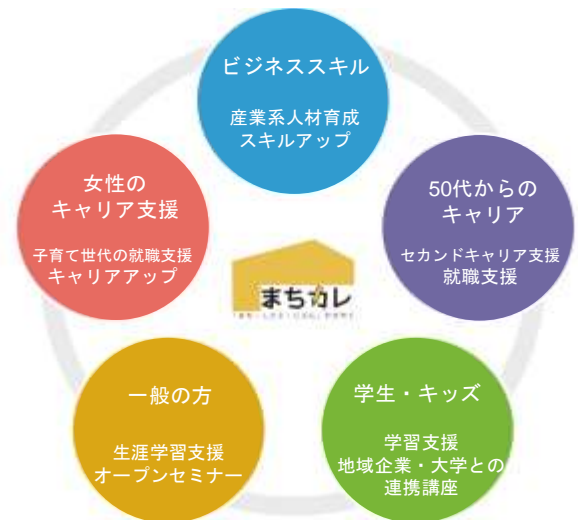 ビジネススキル
産業系人材育成
スキルアップ
女性の
キャリア支援
子育て世代の就職支援
キャリアアップ
50代からの
キャリア
セカンドキャリア支援
就職支援
まちカレ
一般の方
生涯学習支援
オープンセミナー
学生・キッズ
学習支援
地域企業・大学との
連携講座